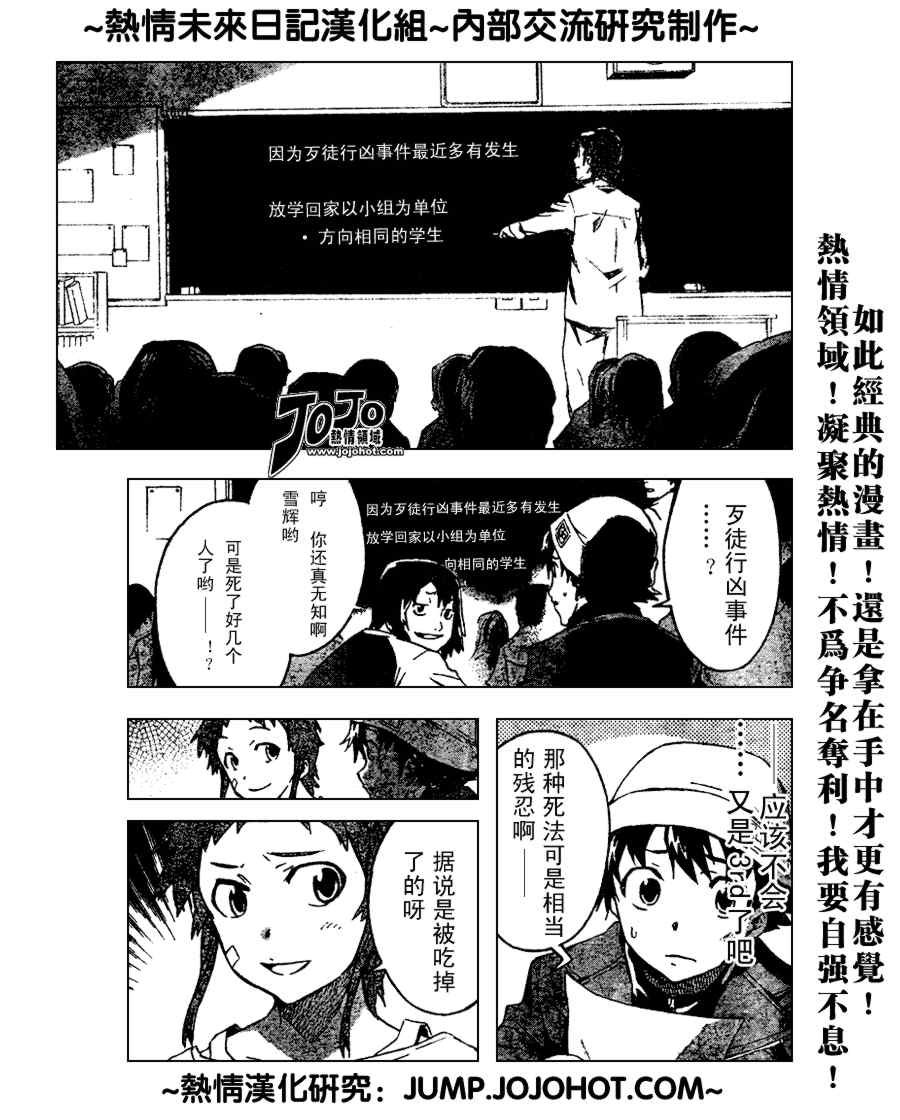 ~熱情未來日記漢化組~內部交流研究制作~
因为歹徒行凶事件最近多有发生
放学回家以小组为单位
·方向相同的学生
JOJO
熱情領域
www.jojohot.com
歹徒行凶事件
……?
因为歹徒行凶事件最近多有发生
放学回家以小组为单位
向相同的学生
哼 你还真无知啊
雪辉哟
可是死了好几个
人了哟——!?
——应该不会
……又是3rd了吧
那种死法可是相当
的残忍啊——
据说是被吃掉
了的呀
如此經典的漫畫!還是拿在手中才更有感覺!
熱情領域!凝聚熱情!不爲争名奪利!我要自强不息!
~熱情漢化研究：JUMP.JOJOHOT.COM~